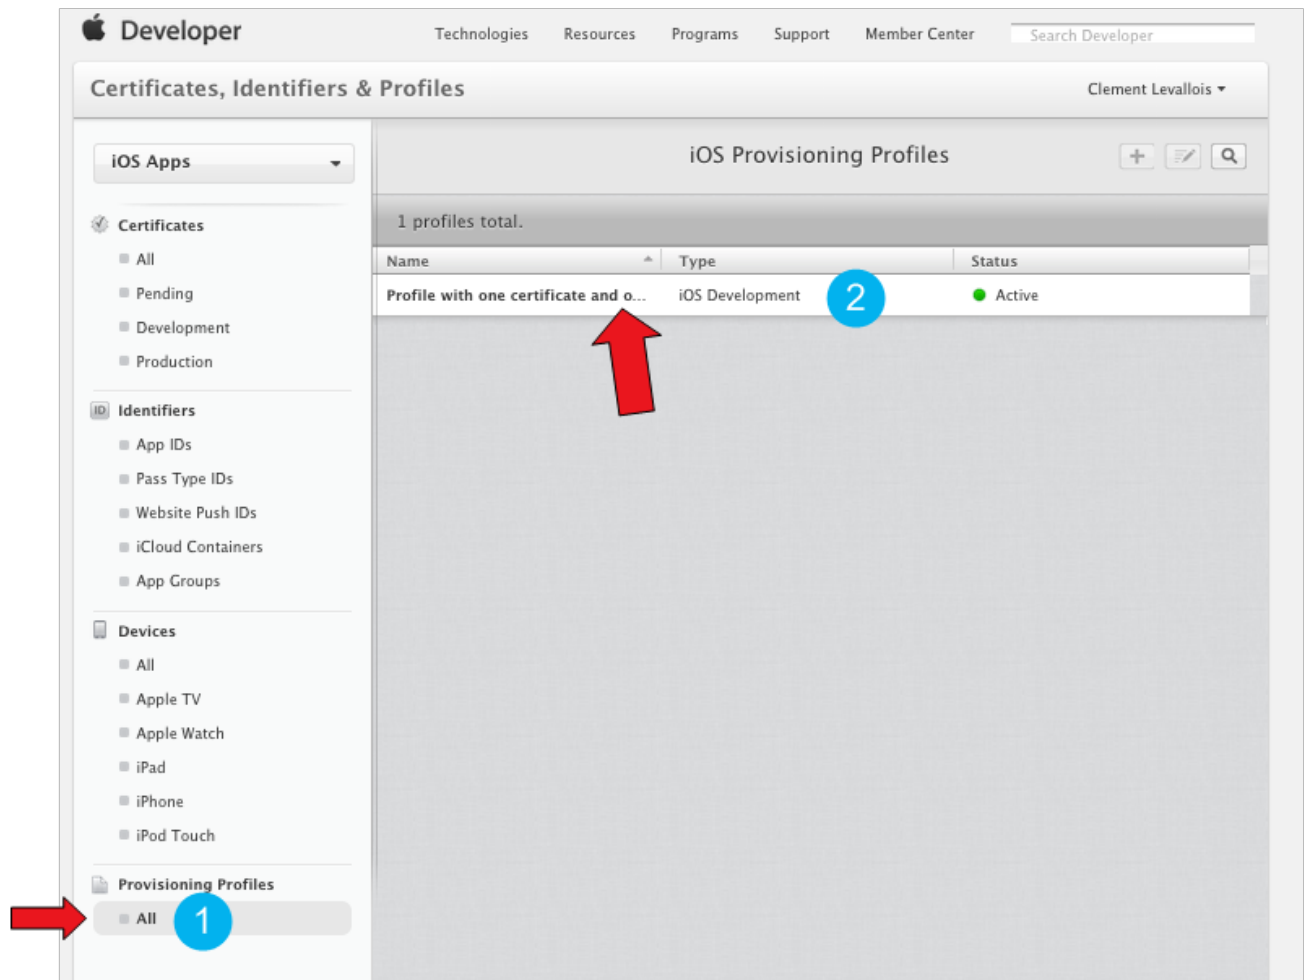 Developer
Technologies Resources Programs Support Member Center Search Developer
Certificates, Identifiers & Profiles
Clement Levallois
iOS Apps
iOS Provisioning Profiles
Certificates
All
Pending
Development
Production
Identifiers
ID
App IDs
Pass Type IDs
Website Push IDs
iCloud Containers
App Groups
Devices
All
Apple TV
Apple Watch
iPad
iPhone
iPod Touch
Provisioning Profiles
All
1
1 profiles total.
Name Type Status
Profile with one certificate and o... iOS Development 2 Active